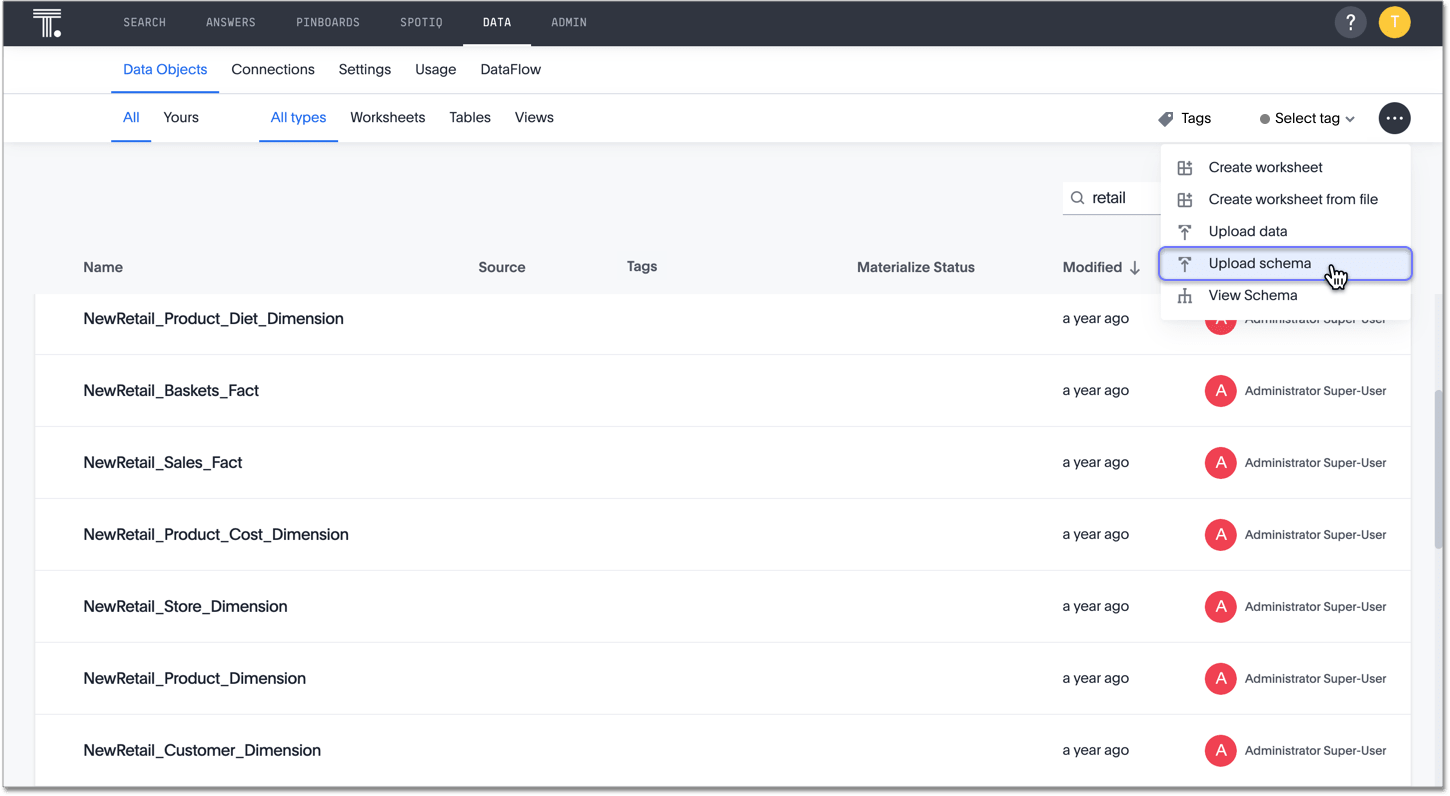 T.
SEARCH ANSWERS PINBOARDS SPOTIQ DATA ADMIN ? T
Data Objects Connections Settings Usage DataFlow
All Yours All types Worksheets Tables Views Tags Select tag
Create worksheet
retail Create worksheet from file
Upload data
Upload schema
Name Source Tags Materialize Status Modified
View Schema
NewRetail_Product_Diet_Dimension a year ago A Administrator Super-User
NewRetail_Baskets_Fact a year ago A Administrator Super-User
NewRetail_Sales_Fact a year ago A Administrator Super-User
NewRetail_Product_Cost_Dimension a year ago A Administrator Super-User
NewRetail_Store_Dimension a year ago A Administrator Super-User
NewRetail_Product_Dimension a year ago A Administrator Super-User
NewRetail_Customer_Dimension a year ago A Administrator Super-User